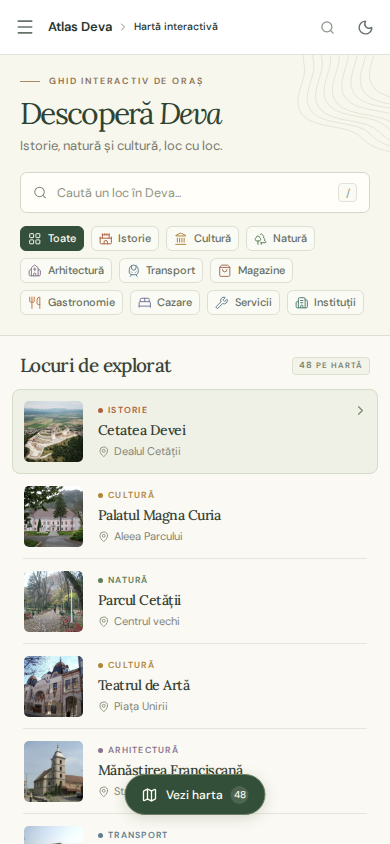 Atlas Deva > Hartă interactivă
GHID INTERACTIV DE ORAȘ
Descoperă Deva
Istorie, natură și cultură, loc cu loc.
Caută un loc în Deva... /
Toate Istorie Cultură Natură
Arhitectură Transport Magazine
Gastronomie Cazare Servicii Instituții
Locuri de explorat 48 PE HARTĂ
ISTORIE
Cetatea Devei
Dealul Cetății
CULTURĂ
Palatul Magna Curia
Aleea Parcului
NATURĂ
Parcul Cetății
Centrul vechi
CULTURĂ
Teatrul de Artă
Piața Unirii
ARHITECTURĂ
Mănăstirea Franciscană
Vezi harta 48
TRANSPORT